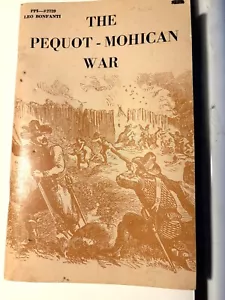 LEO BONFANTI
THE
PEQUOT - MOHICAN
WAR